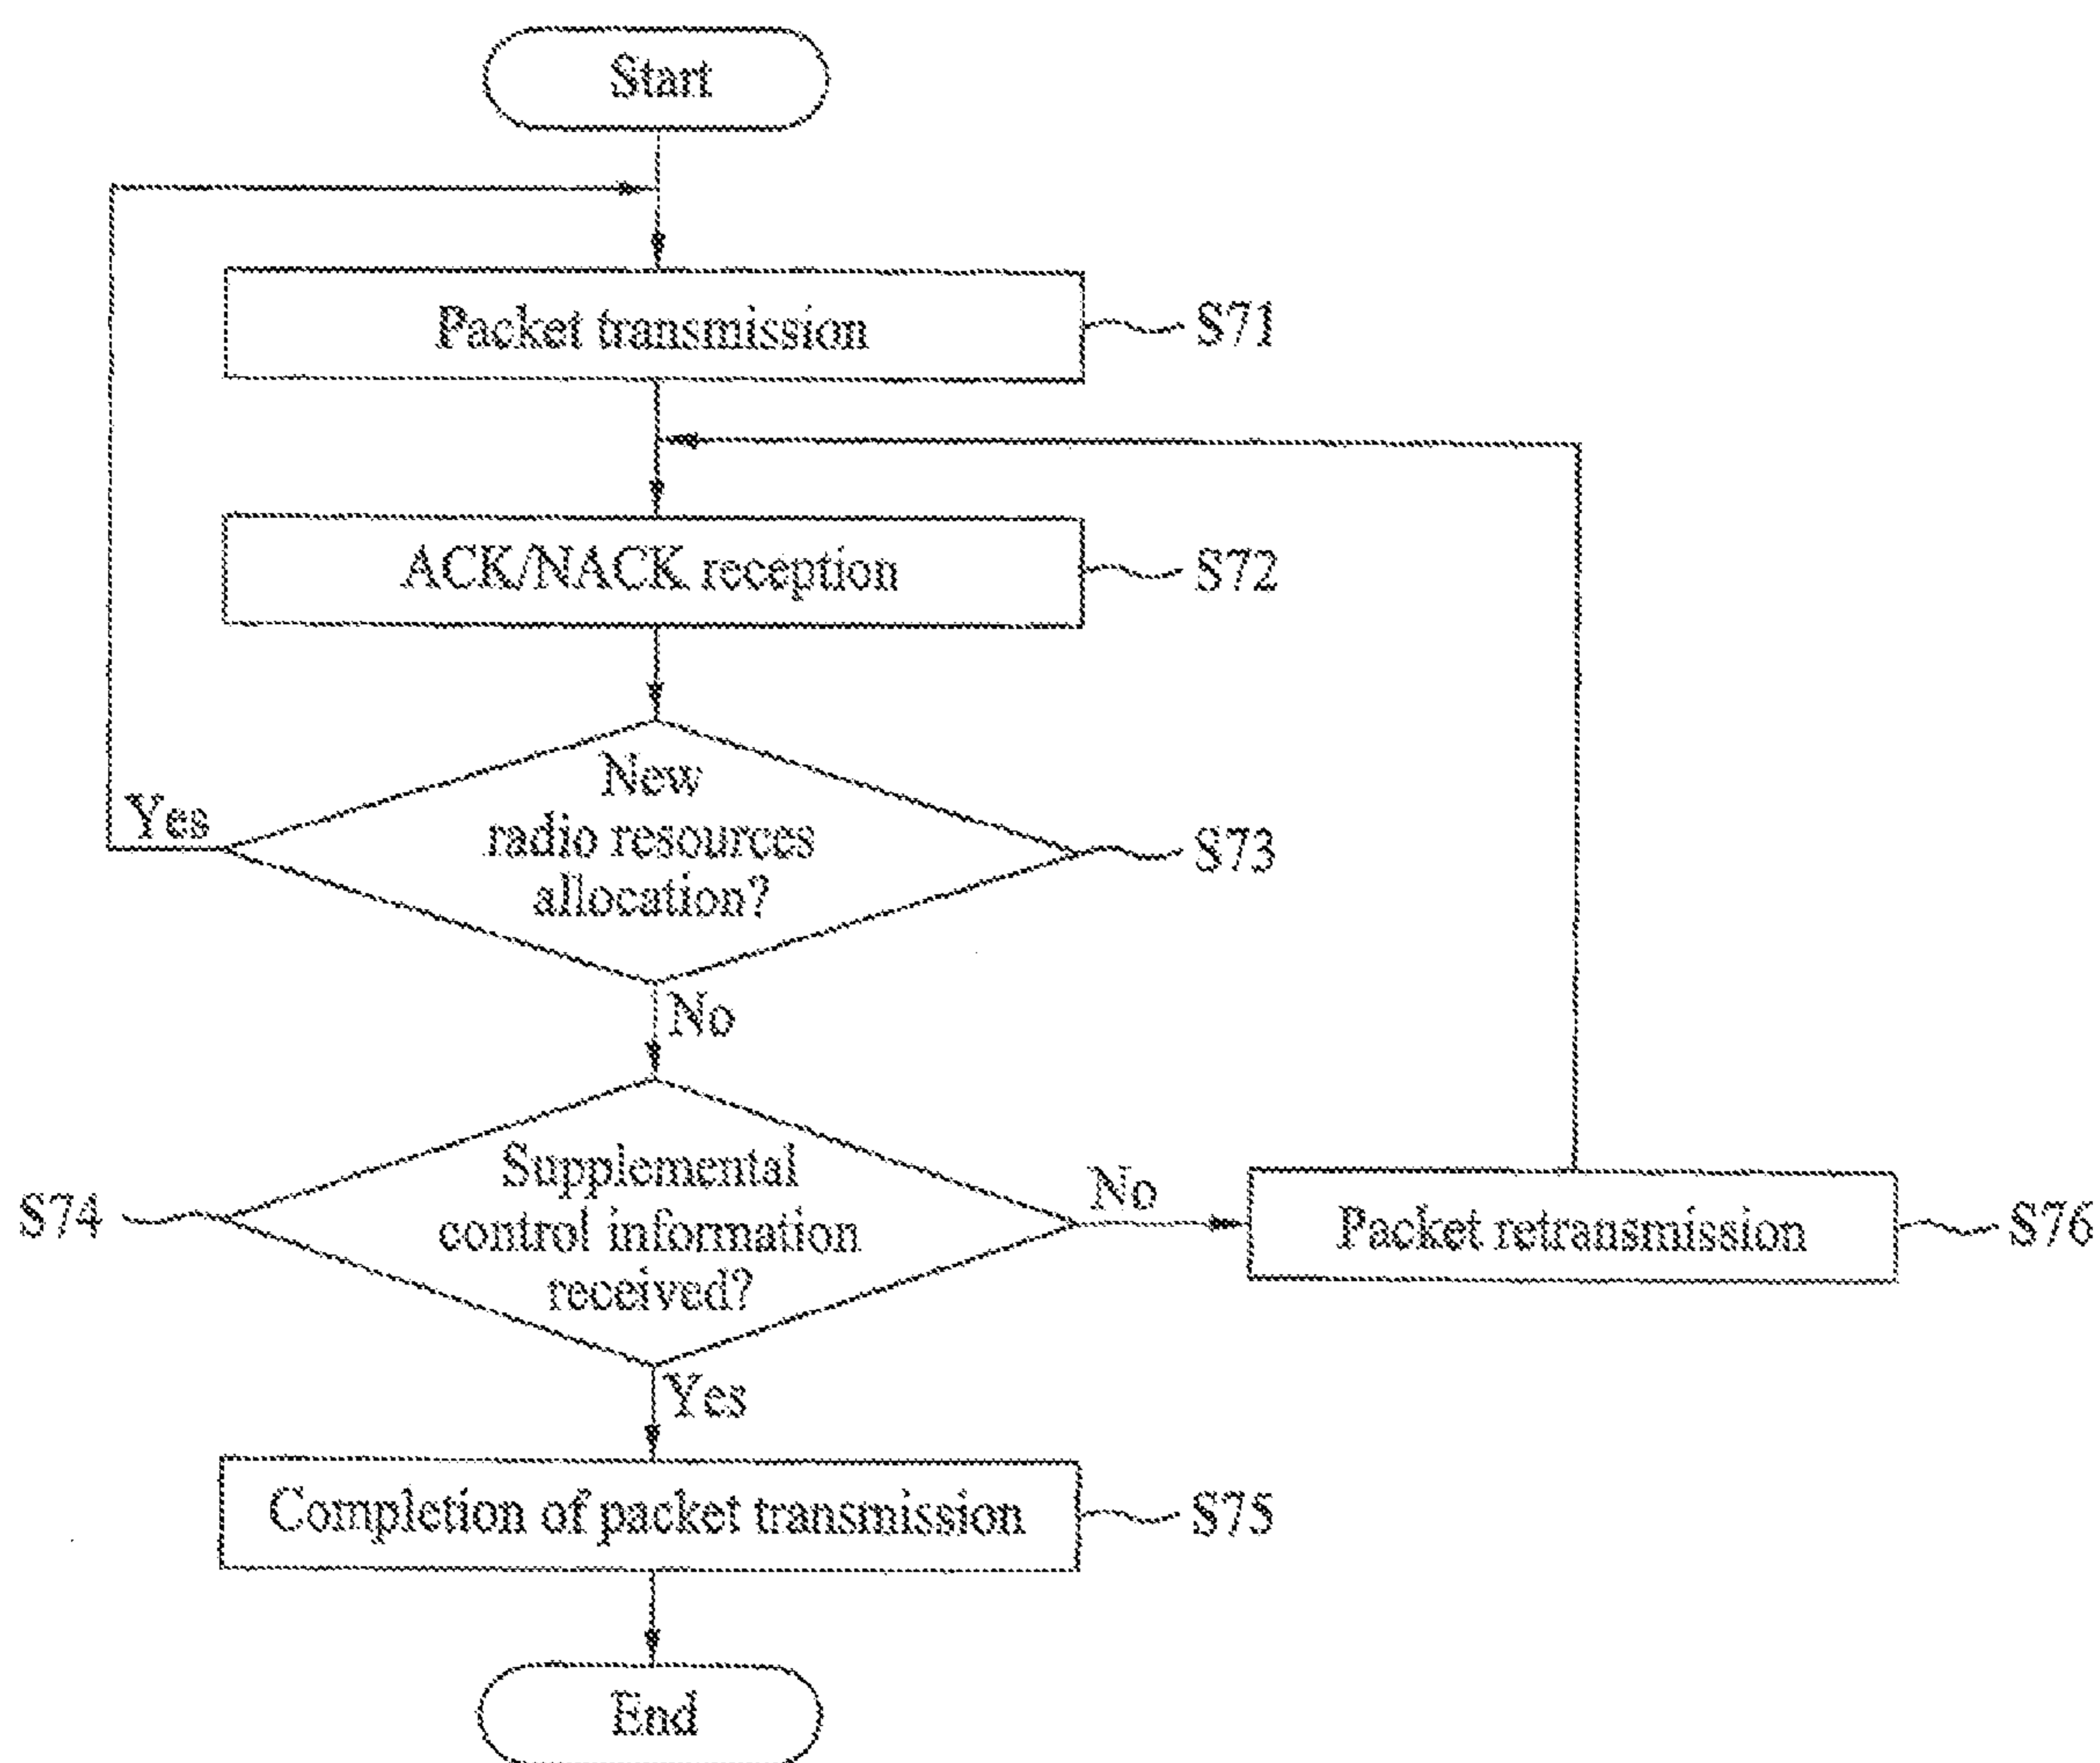 Start
Packet transmission
S71
ACK/NACK reception
S72
New
radio resources
allocation?
S73
Yes
No
Supplemental
control information
received?
S74
No
Packet retransmission
S76
Yes
Completion of packet transmission
S75
End